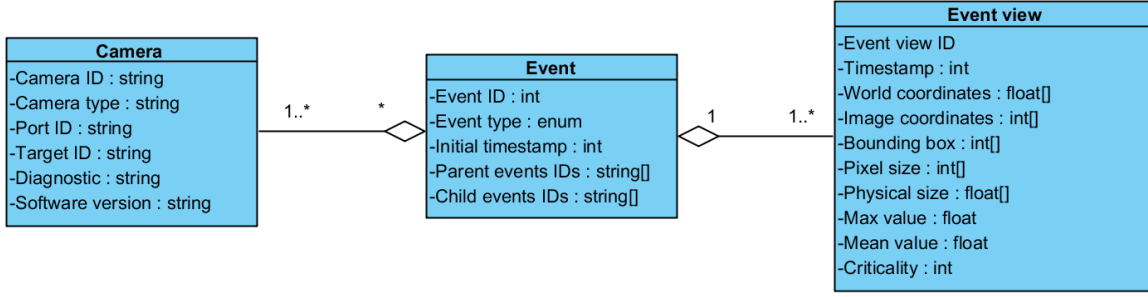 Camera
-Camera ID : string
-Camera type : string
-Port ID : string
-Target ID : string
-Diagnostic : string
-Software version : string
1..*
*
Event
-Event ID : int
-Event type : enum
-Initial timestamp : int
-Parent events IDs : string[]
-Child events IDs : string[]
1
1..*
Event view
-Event view ID
-Timestamp : int
-World coordinates : float[]
-Image coordinates : int[]
-Bounding box : int[]
-Pixel size : int[]
-Physical size : float[]
-Max value : float
-Mean value : float
-Criticality : int